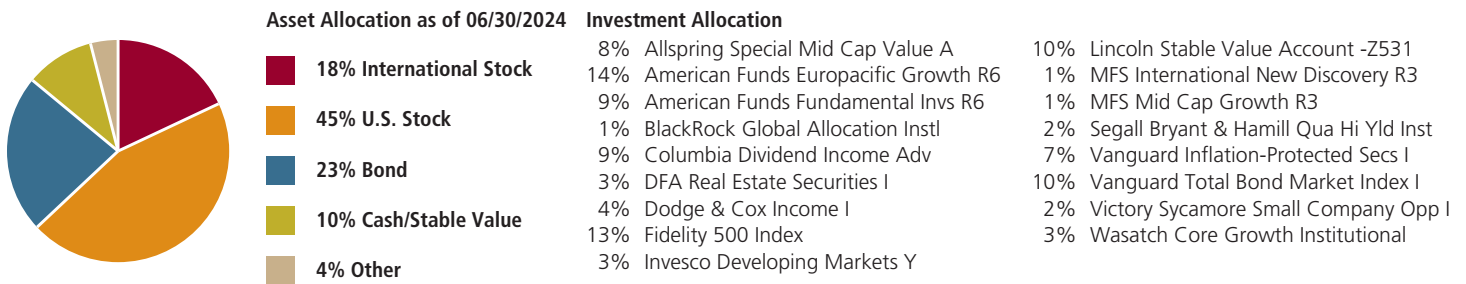 Asset Allocation as of 06/30/2024
18% International Stock
45% U.S. Stock
23% Bond
10% Cash/Stable Value
4% Other
Investment Allocation
8% Allspring Special Mid Cap Value A
14% American Funds Europacific Growth R6
9% American Funds Fundamental Invs R6
1% BlackRock Global Allocation Instl
9% Columbia Dividend Income Adv
3% DFA Real Estate Securities I
4% Dodge & Cox Income I
13% Fidelity 500 Index
3% Invesco Developing Markets Y
10% Lincoln Stable Value Account -Z531
1% MFS International New Discovery R3
1% MFS Mid Cap Growth R3
2% Segall Bryant & Hamill Qua Hi Yld Inst
7% Vanguard Inflation-Protected Secs I
10% Vanguard Total Bond Market Index I
2% Victory Sycamore Small Company Opp I
3% Wasatch Core Growth Institutional